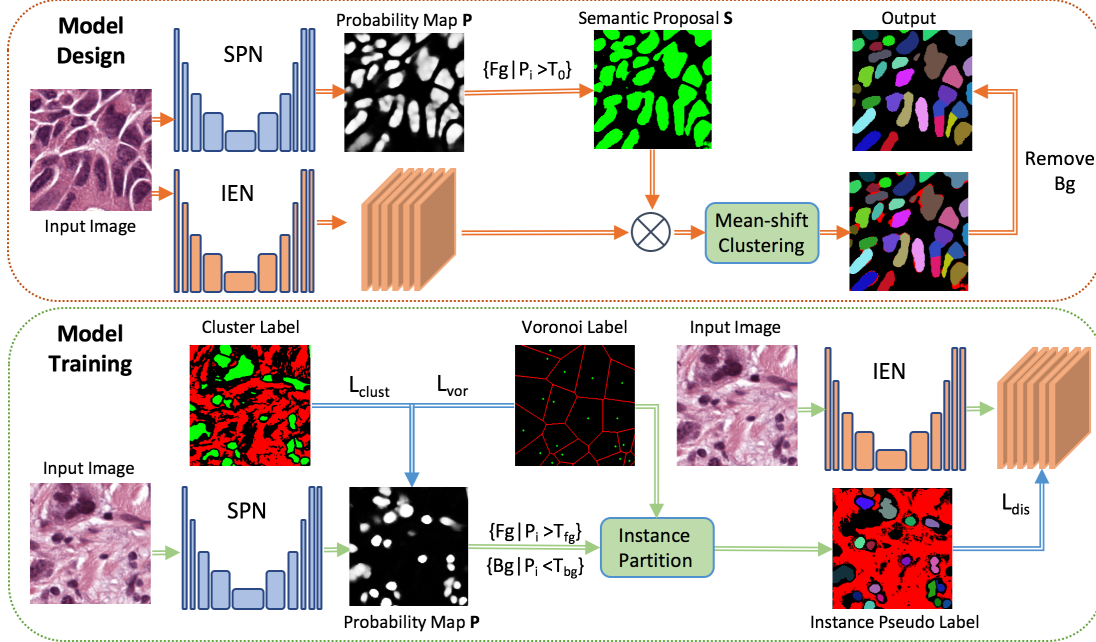 Model
Design
SPN
Probability Map P
{Fg|Pi >T0}
Semantic Proposal S
Output
Input Image
IEN
Mean-shift
Clustering
Remove
Bg
Model
Training
Cluster Label
Lclust
Lvor
Voronoi Label
Input Image
IEN
Input Image
SPN
Probability Map P
{Fg|Pi >Tfg}
{Bg|Pi <Tbg}
Instance
Partition
Ldis
Instance Pseudo Label